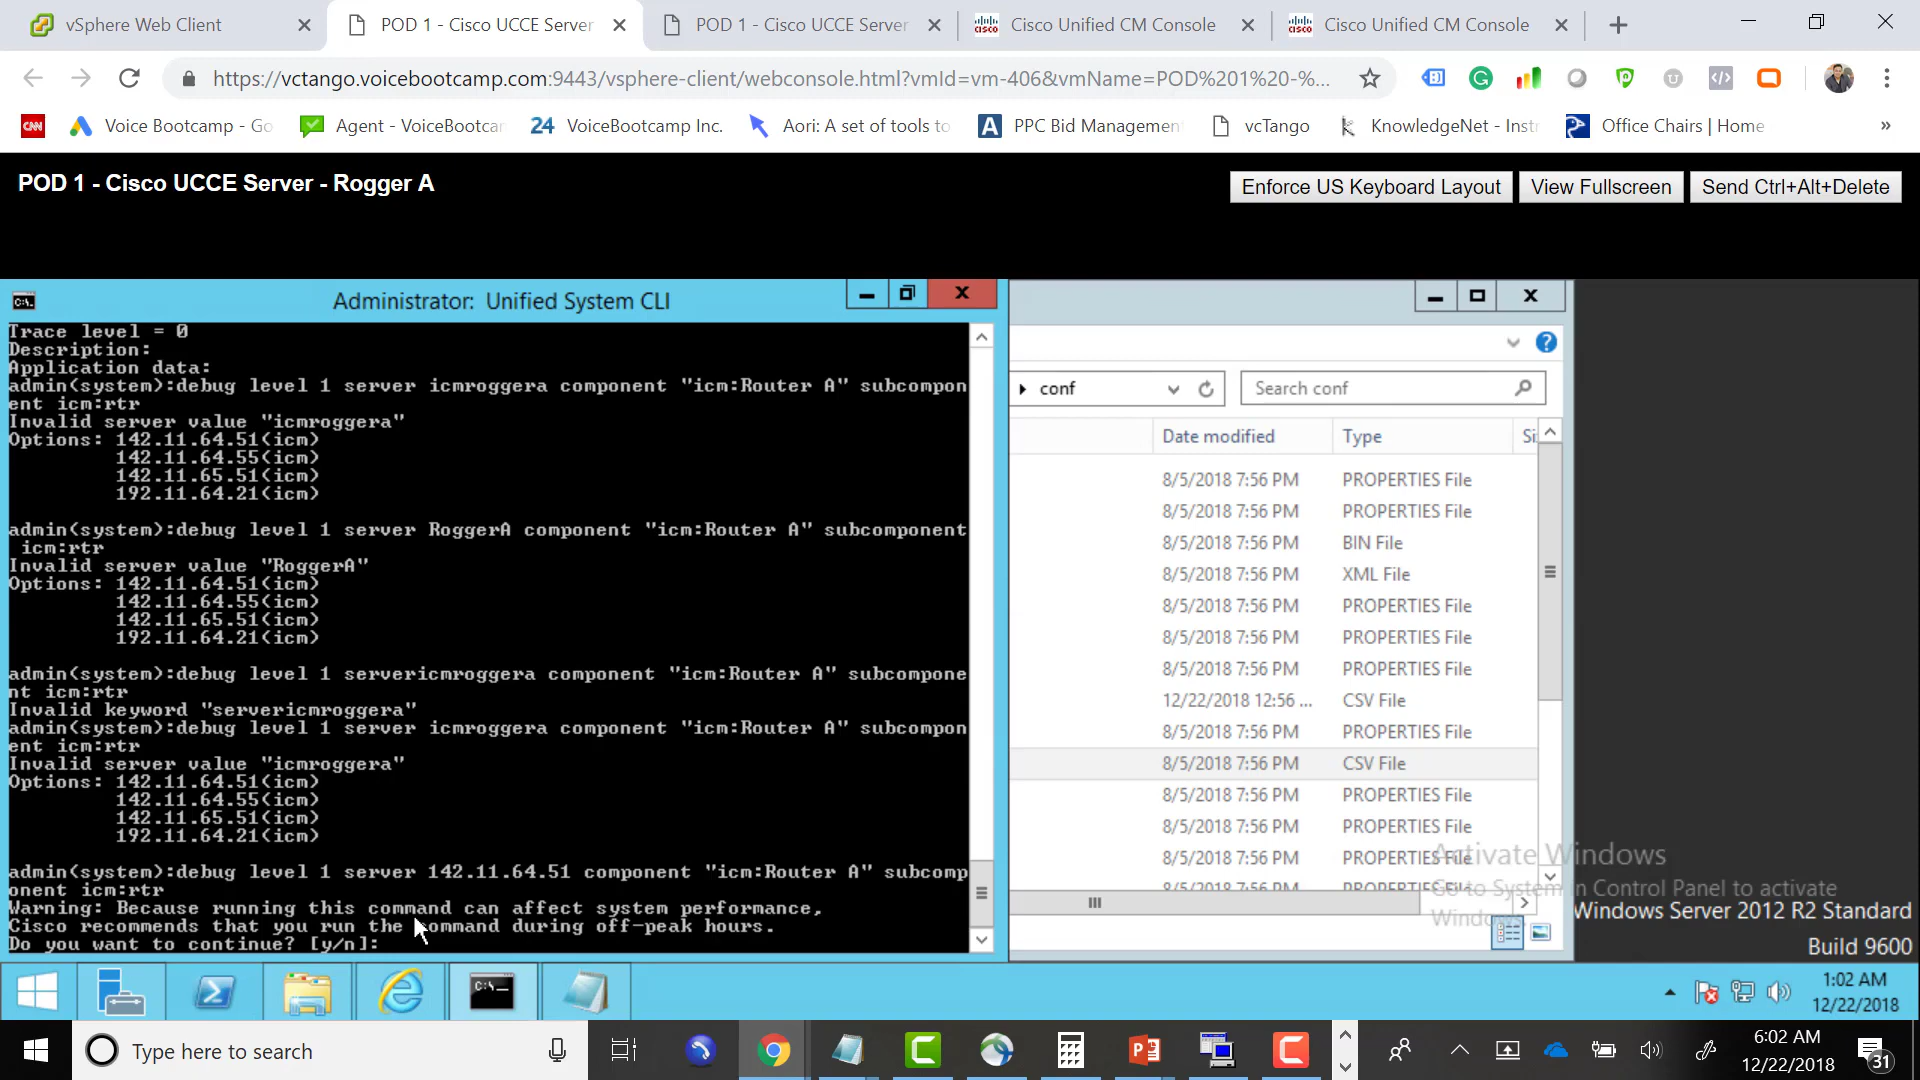 vSphere Web Client
POD 1 - Cisco UCCE Server
POD 1 - Cisco UCCE Server
Cisco Unified CM Console
Cisco Unified CM Console
https://vctango.voicebootcamp.com:9443/vsphere-client/webconsole.html?vmId=vm-406&vmName=POD%201%20-%...
CNN
Voice Bootcamp - Go
Agent - VoiceBootca
24 VoiceBootcamp Inc.
Aori: A set of tools to
A PPC Bid Managemen
vcTango
KnowledgeNet - Inst
Office Chairs | Home
»
POD 1 - Cisco UCCE Server - Rogger A
Enforce US Keyboard Layout
View Fullscreen
Send Ctrl+Alt+Delete
Administrator: Unified System CLI
Trace level = 0
Description:
Application data:
admin(system):debug level 1 server icmroggera component "icm:Router A" subcompon
ent icm:rtr
Invalid server value "icmroggera"
Options: 142.11.64.51(icm)
142.11.64.55(icm)
142.11.65.51(icm)
192.11.64.21(icm)
admin(system):debug level 1 server RoggerA component "icm:Router A" subcomponent
icm:rtr
Invalid server value "RoggerA"
Options: 142.11.64.51(icm)
142.11.64.55(icm)
142.11.65.51(icm)
192.11.64.21(icm)
admin(system):debug level 1 servericmroggera component "icm:Router A" subcompone
nt icm:rtr
Invalid keyword "servericmroggera"
admin(system):debug level 1 server icmroggera component "icm:Router A" subcompon
ent icm:rtr
Invalid server value "icmroggera"
Options: 142.11.64.51(icm)
142.11.64.55(icm)
142.11.65.51(icm)
192.11.64.21(icm)
admin(system):debug level 1 server 142.11.64.51 component "icm:Router A" subcomp
onent icm:rtr
Warning: Because running this command can affect system performance,
Cisco recommends that you run the command during off-peak hours.
Do you want to continue? [y/n]:
conf
Search conf
Date modified Type Si
8/5/2018 7:56 PM PROPERTIES File
8/5/2018 7:56 PM PROPERTIES File
8/5/2018 7:56 PM BIN File
8/5/2018 7:56 PM XML File
8/5/2018 7:56 PM PROPERTIES File
8/5/2018 7:56 PM PROPERTIES File
8/5/2018 7:56 PM PROPERTIES File
12/22/2018 12:56 ... CSV File
8/5/2018 7:56 PM PROPERTIES File
8/5/2018 7:56 PM CSV File
8/5/2018 7:56 PM PROPERTIES File
8/5/2018 7:56 PM PROPERTIES File
8/5/2018 7:56 PM PROPERTIES File
8/5/2018 7:56 PM PROPERTIES File
Activate Windows
Go to System in Control Panel to activate
Windows
Windows Server 2012 R2 Standard
Build 9600
1:02 AM
12/22/2018
Type here to search
6:02 AM
12/22/2018
31